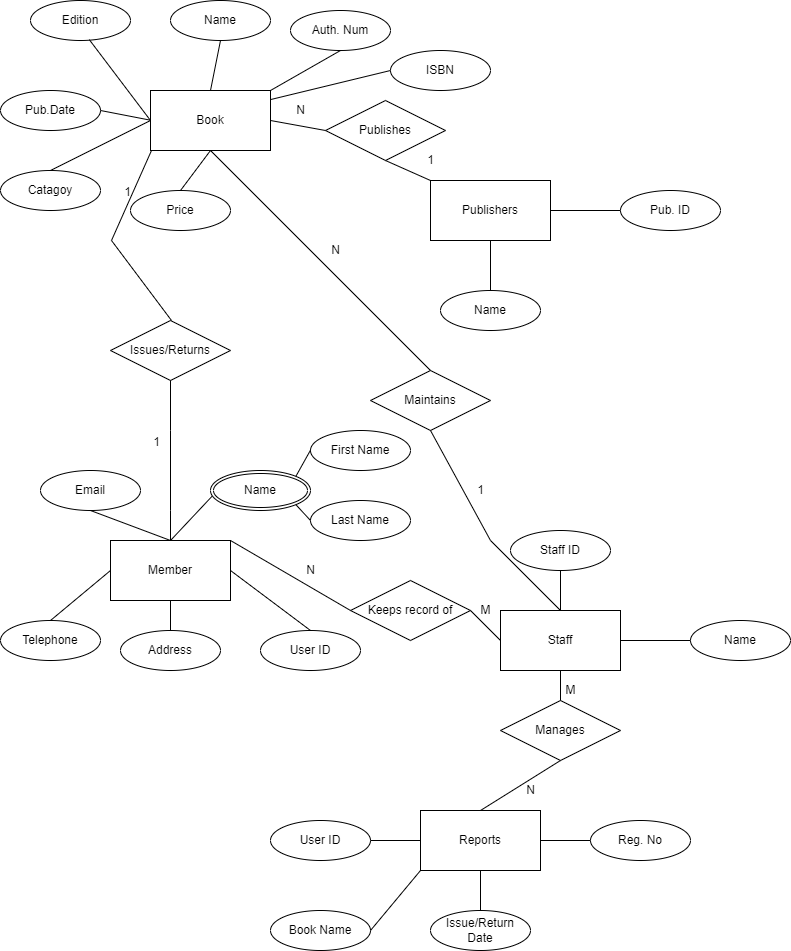 Edition
Name
Auth. Num
ISBN
Pub.Date
Book
N
Publishes
1
Catagoy
1
Price
Publishers
Pub. ID
N
Name
Issues/Returns
Maintains
1
First Name
Email
Name
1
Last Name
Staff ID
Member
N
Keeps record of
M
Telephone
Address
User ID
Staff
Name
M
Manages
N
User ID
Reports
Reg. No
Book Name
Issue/Return
Date